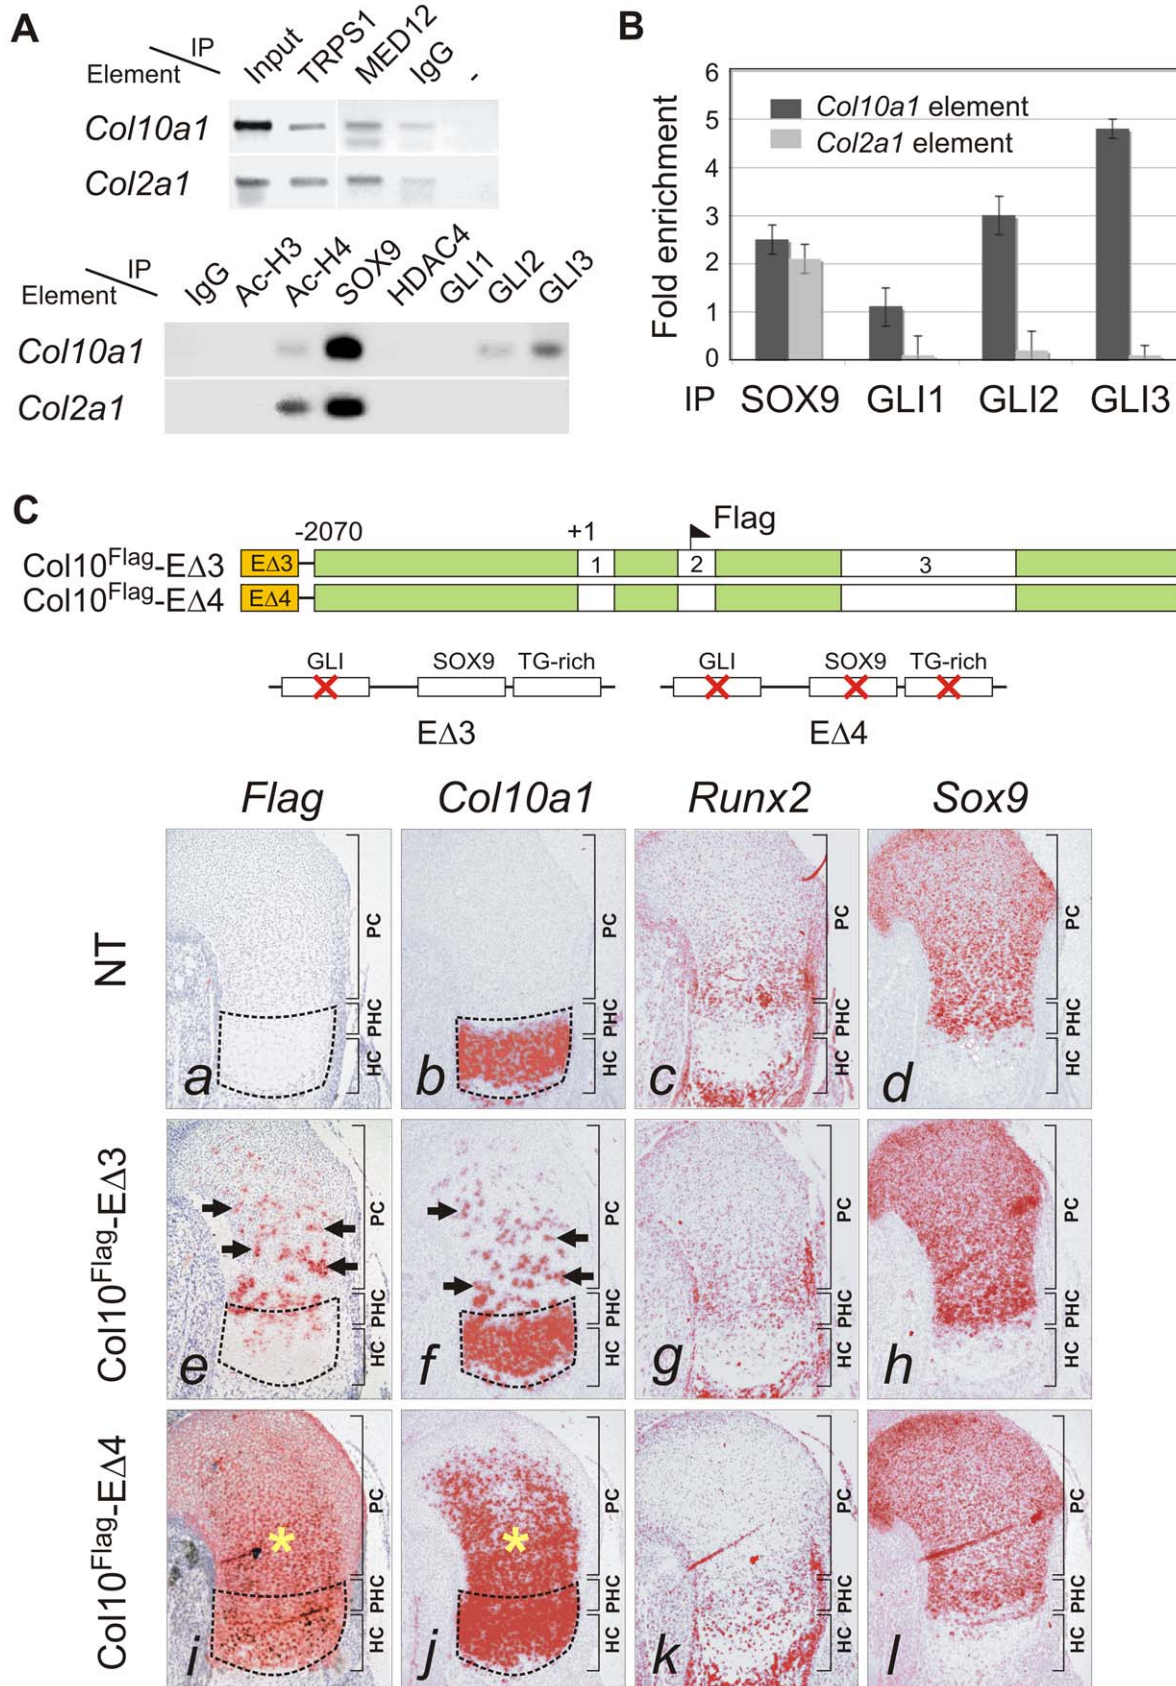 A
IP
Element
Input
TRPS1
MED12
IgG
-
Col10a1
Col2a1
IP
Element
IgG
Ac-H3
Ac-H4
SOX9
HDAC4
GLI1
GLI2
GLI3
Col10a1
Col2a1
B
Fold enrichment
6
5
4
3
2
1
0
Col10a1 element
Col2a1 element
IP SOX9 GLI1 GLI2 GLI3
C
-2070 +1 Flag
Col10Flag-EΔ3 EΔ3 1 2 3
Col10Flag-EΔ4 EΔ4
GLI SOX9 TG-rich
GLI SOX9 TG-rich
EΔ3 EΔ4
Flag Col10a1 Runx2 Sox9
NT
PC PHC HC
a
b
PC PHC HC
c
PC PHC HC
d
PC PHC HC
Col10Flag-EΔ3
e
PC PHC HC
f
PC PHC HC
g
PC PHC HC
h
PC PHC HC
Col10Flag-EΔ4
*
i
PC PHC HC
*
j
PC PHC HC
k
PC PHC HC
l
PC PHC HC